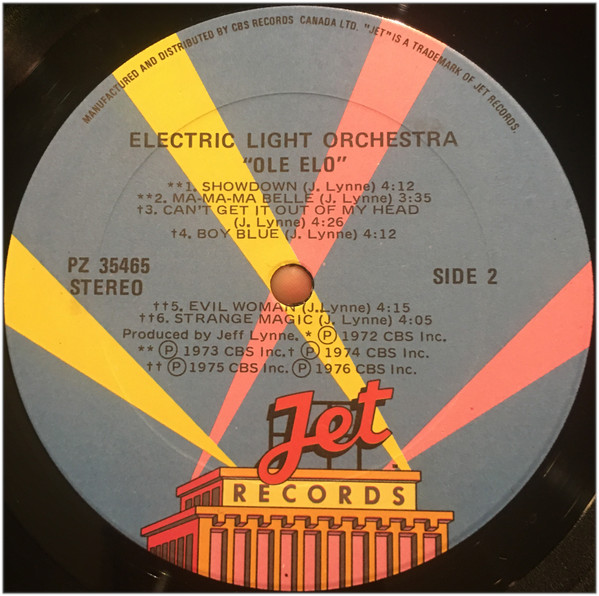 MANUFACTURED AND DISTRIBUTED BY CBS RECORDS CANADA LTD. "JET" IS A TRADEMARK OF JET RECORDS.
ELECTRIC LIGHT ORCHESTRA
"OLE ELO"
**1. SHOWDOWN (J. Lynne) 4:12
**2. MA-MA-MA BELLE (J. Lynne) 3:35
†3. CAN'T GET IT OUT OF MY HEAD
(J. Lynne) 4:26
†4. BOY BLUE (J. Lynne) 4:12
PZ 35465
STEREO
SIDE 2
††5. EVIL WOMAN (J.Lynne) 4:15
††6. STRANGE MAGIC (J. Lynne) 4:05
Produced by Jeff Lynne. * ℗ 1972 CBS Inc.
** ℗ 1973 CBS Inc. † ℗ 1974 CBS Inc.
†† ℗ 1975 CBS Inc. ℗ 1976 CBS Inc.
Jet
RECORDS